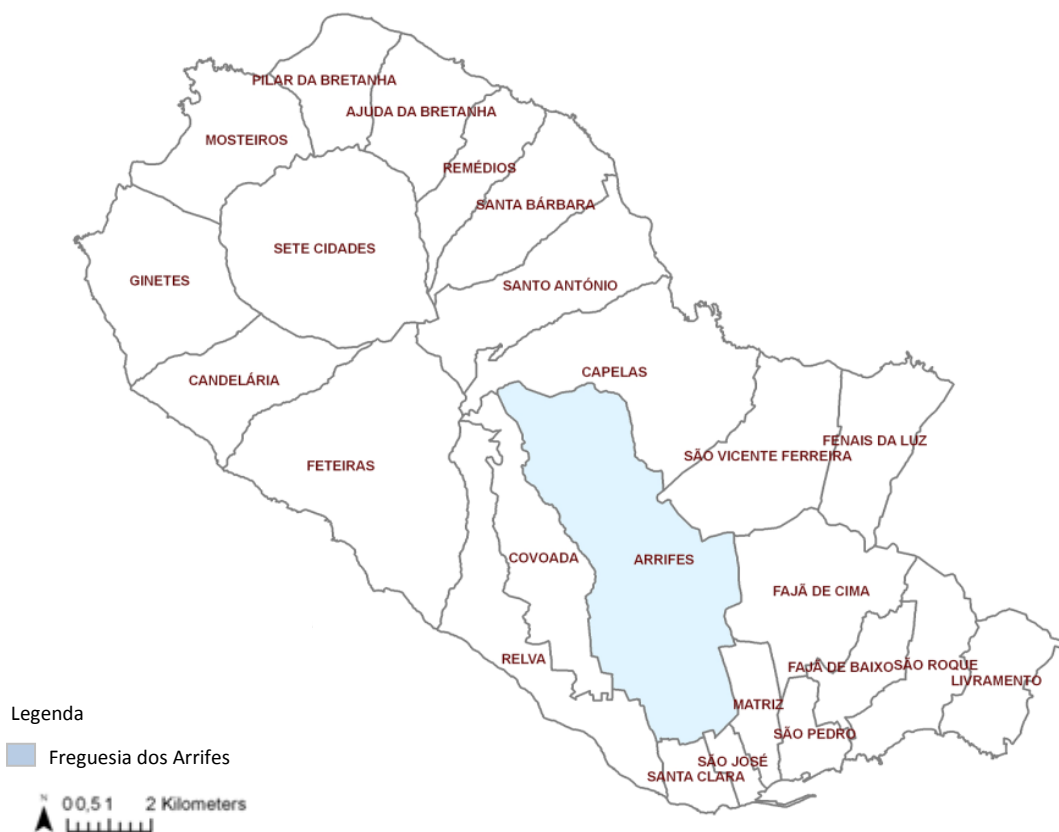 PILAR DA BRETANHA
AJUDA DA BRETANHA
MOSTEIROS
REMÉDIOS
SANTA BÁRBARA
SETE CIDADES
GINETES
SANTO ANTÓNIO
CAPELAS
CANDELÁRIA
FENAIS DA LUZ
SÃO VICENTE FERREIRA
FETEIRAS
COVOADA
ARRIFES
FAJÃ DE CIMA
RELVA
FAJÃ DE BAIXO
SÃO ROQUE
LIVRAMENTO
MATRIZ
SÃO PEDRO
SÃO JOSÉ
SANTA CLARA
Legenda
Freguesia dos Arrifes
N
0 0,5 1 2 Kilometers